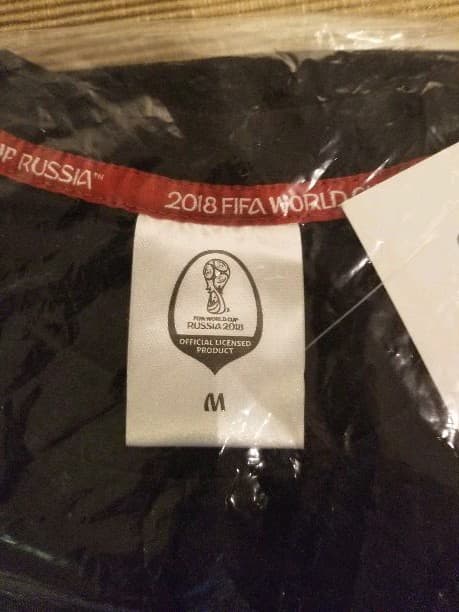 RUSSIA™
2018 FIFA WORLD
FIFA WORLD CUP
RUSSIA 2018
OFFICIAL LICENSED
PRODUCT
M